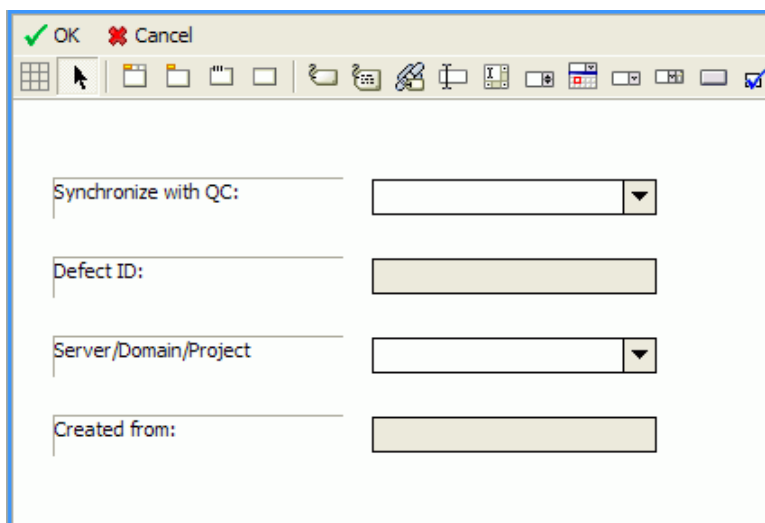 OK Cancel
Synchronize with QC:
Defect ID:
Server/Domain/Project
Created from: